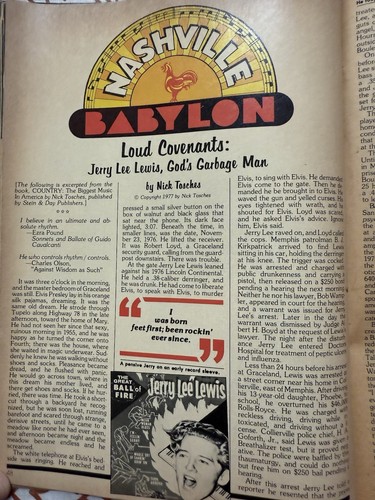 NASHVILLE
BABYLON
Loud Covenants:
Jerry Lee Lewis, God's Garbage Man
by Nick Tosches
© Copyright 1977 by Nick Tosches
[The following is excerpted from the
book, COUNTRY: The Biggest Music
In America by Nick Tosches, published
by Stein & Day Publishers.]
I believe in an ultimate and ab-
solute rhythm.
—Ezra Pound
Sonnets and Ballate of Guido
Cavalcanti
He who controls rhythm / controls.
—Charles Olson,
"Against Wisdom as Such"
It was three o'clock in the morning,
and the master bedroom of Graceland
was still. Elvis Presley lay in his orange
silk pajamas, dreaming. It was the
same old dream. He rode through
Tupelo along Highway 78 in the late
afternoon, toward the home of Mary.
He had not seen her since that sexy,
lustrous morning in 1955, and he was
happy as he turned the corner onto
Fourth; there was the house, where
she waited in magic underwear. Sud-
denly he knew he was walking without
shoes and socks. Pleasance became
dread, and he flushed with panic.
He would go across town, where in
this dream his mother lived, and
there get shoes and socks. If he hur-
ried, there was time. He took a short-
cut through a backyard he recog-
nized, but he was soon lost, running
barefoot and scared through strange,
densive streets, until he came to a
meadow like none he had ever seen,
and afternoon became night and the
meadow became endless and he
screamed.
The white telephone at Elvis's bed-
side was ringing. He reached and
pressed a small silver button on the
box of walnut and black glass that
sat near the phone. Its dark face
lighted, 3:07. Beneath the time, in
smaller lines, was the date, Novem-
ber 23, 1976. He lifted the receiver.
It was Robert Loyd, a Graceland
security guard, calling from the guard-
post downstairs. There was trouble.
At the gate, Jerry Lee Lewis leaned
against his 1976 Lincoln Continental.
He had a .38-caliber derringer, and
he was drunk. He had come to liberate
Elvis, to speak with Elvis, to murder
"I was born
feet first; been rockin'
ever since."
A pensive Jerry on an early record sleeve.
THE
GREAT
BALL OF
FIRE
Jerry Lee Lewis
Elvis, to sing with Elvis. He demanded
Elvis come to the gate. Then he de-
manded he be brought in to Elvis. He
waved the gun and yelled curses. His
eyes tightened with wrath, and he
shouted for Elvis. Loyd was scared,
and he asked Elvis's advice. Ignore
him, Elvis said.
Jerry Lee raved on, and Loyd called
the cops. Memphis patrolman B.J.
Kirkpatrick arrived to find Lewis
sitting in his car, holding the derringer
at his knee. The trigger was cocked.
He was arrested and charged with
public drunkenness and carrying a
pistol, then released on a $250 bond
pending a hearing the next morning.
Neither he nor his lawyer, Bob Warto-
ler, appeared in court for the hearing,
and a warrant was issued for Jerry
Lee's arrest. Later in the day the
warrant was dismissed by Judge Al-
bert H. Boyd at the request of Lewis's
lawyer. The night after the distur-
bance Jerry Lee entered Doctors
Hospital for treatment of peptic ulcers
and influenza.
Less than 24 hours before his arrest
at Graceland, Lewis was arrested on
a street corner near his home in Col-
lierville, east of Memphis. After driving
his 13-year-old daughter, Phoebe, to
school, he overturned his $46,000
Rolls-Royce. He was charged with
reckless driving, driving while in-
toxicated, and driving without a li-
cense. Collierville police chief, H.A.
Goforth, Jr., said Lewis was given a
Breathalizer test, but it proved neg-
ative. The police were baffled by this
thaumaturgy, and could do nothing
but free him on $250 bail pending a
hearing.
After this arrest Jerry Lee told